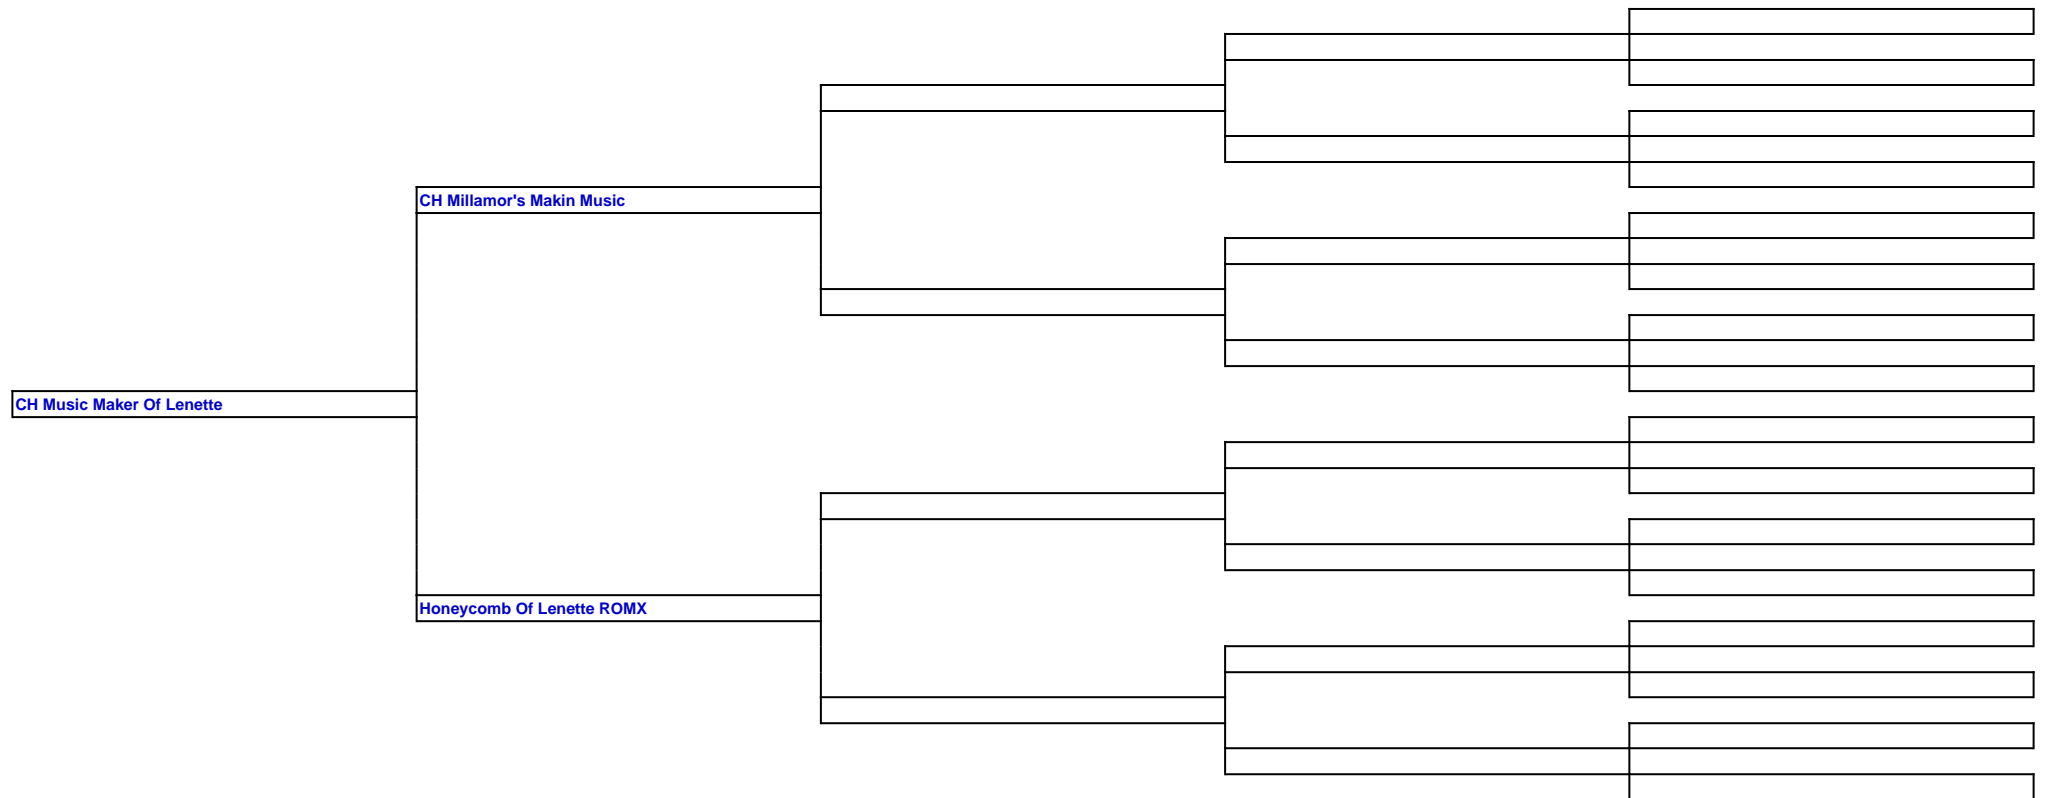 CH Millamor's Makin Music
CH Music Maker Of Lenette
Honeycomb Of Lenette ROMX